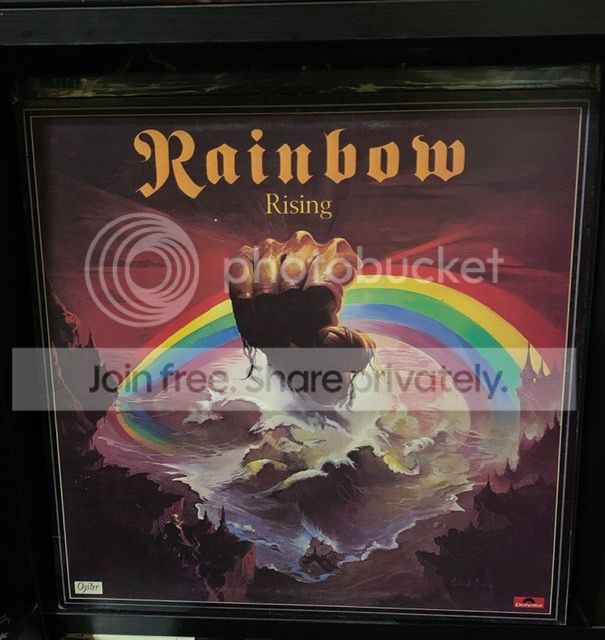 Rainbow
Rising
photobucket
Join free. Share privately.
Oyster
Polydor